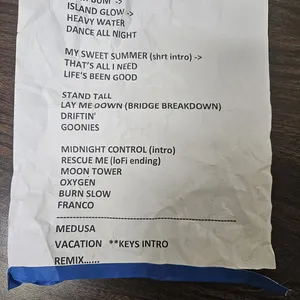 BUM ->
ISLAND GLOW ->
HEAVY WATER
DANCE ALL NIGHT
MY SWEET SUMMER (shrt intro) ->
THAT'S ALL I NEED
LIFE'S BEEN GOOD
STAND TALL
LAY ME DOWN (BRIDGE BREAKDOWN)
DRIFTIN'
GOONIES
MIDNIGHT CONTROL (intro)
RESCUE ME (loFi ending)
MOON TOWER
OXYGEN
BURN SLOW
FRANCO
--------------------------------------------------
MEDUSA
VACATION **KEYS INTRO
REMIX......